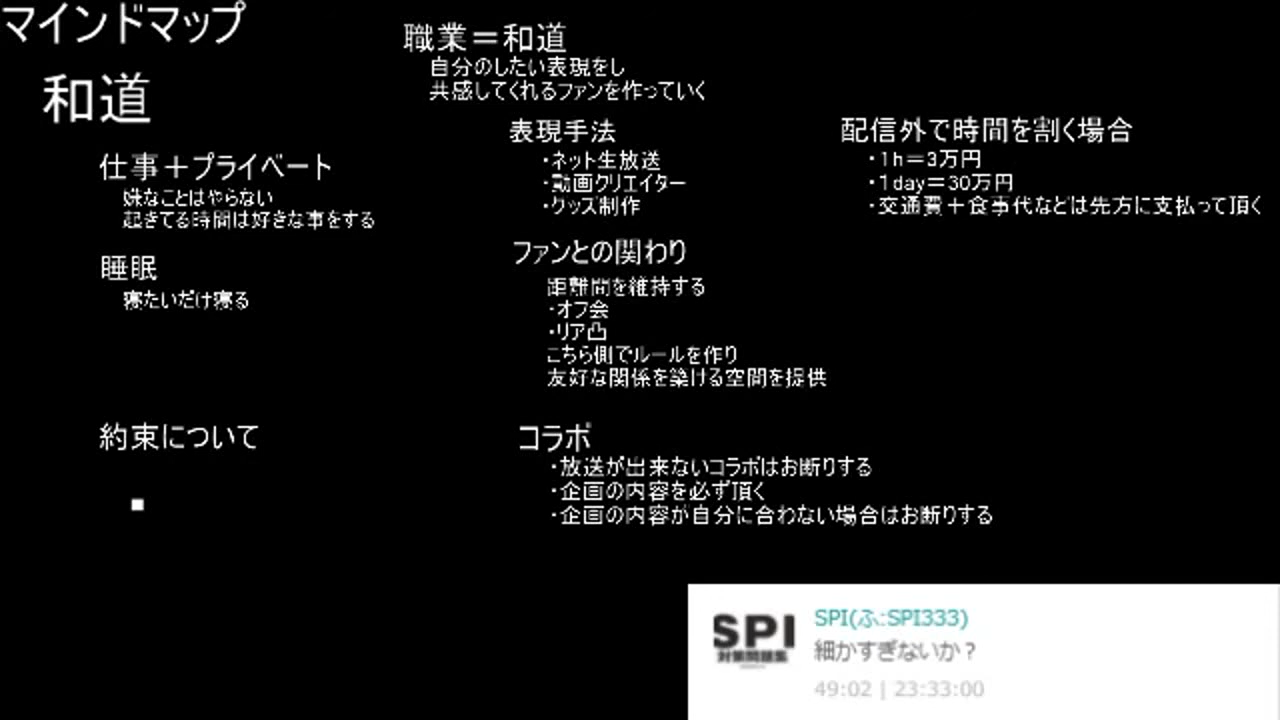 マインドマップ
和道
仕事＋プライベート
嫌なことはやらない
起きてる時間は好きな事をする
睡眠
寝たいだけ寝る
約束について
職業＝和道
自分のしたい表現をし
共感してくれるファンを作っていく
表現手法
・ネット生放送
・動画クリエイター
・グッズ制作
ファンとの関わり
距離間を維持する
・オフ会
・リア凸
こちら側でルールを作り
友好な関係を築ける空間を提供
コラボ
・放送が出来ないコラボはお断りする
・企画の内容を必ず頂く
・企画の内容が自分に合わない場合はお断りする
配信外で時間を割く場合
・1h＝3万円
・1day＝30万円
・交通費＋食事代などは先方に支払って頂く
SPI
対策問題集
SPI(ふ:SPI333)
細かすぎないか？
49:02 | 23:33:00